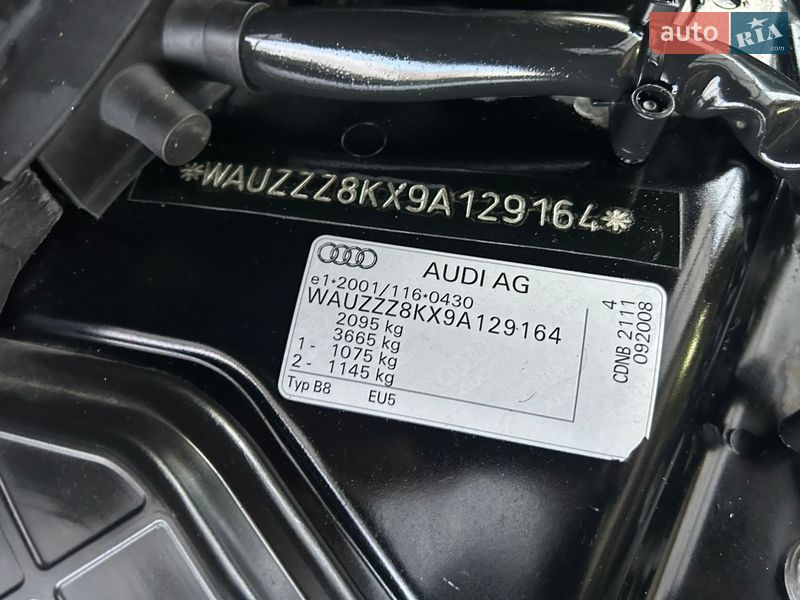 auto RIA
.com
*WAUZZZ8KX9A129164*
AUDI AG
e1*2001/116*0430
WAUZZZ8KX9A129164
2095 kg
3665 kg
1- 1075 kg
2- 1145 kg
Typ B8 EU5
4
CDNB 2111
092008